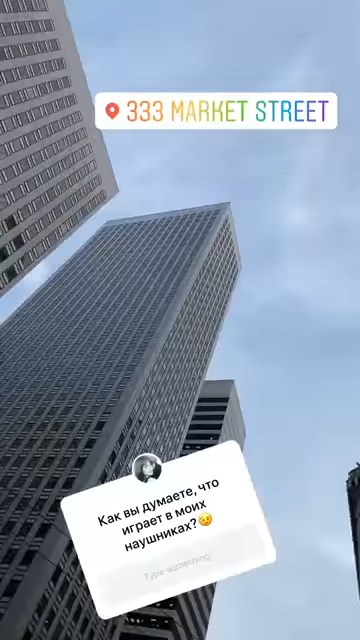 333 MARKET STREET
Как вы думаете, что
играет в моих
наушниках?😉
Type something...